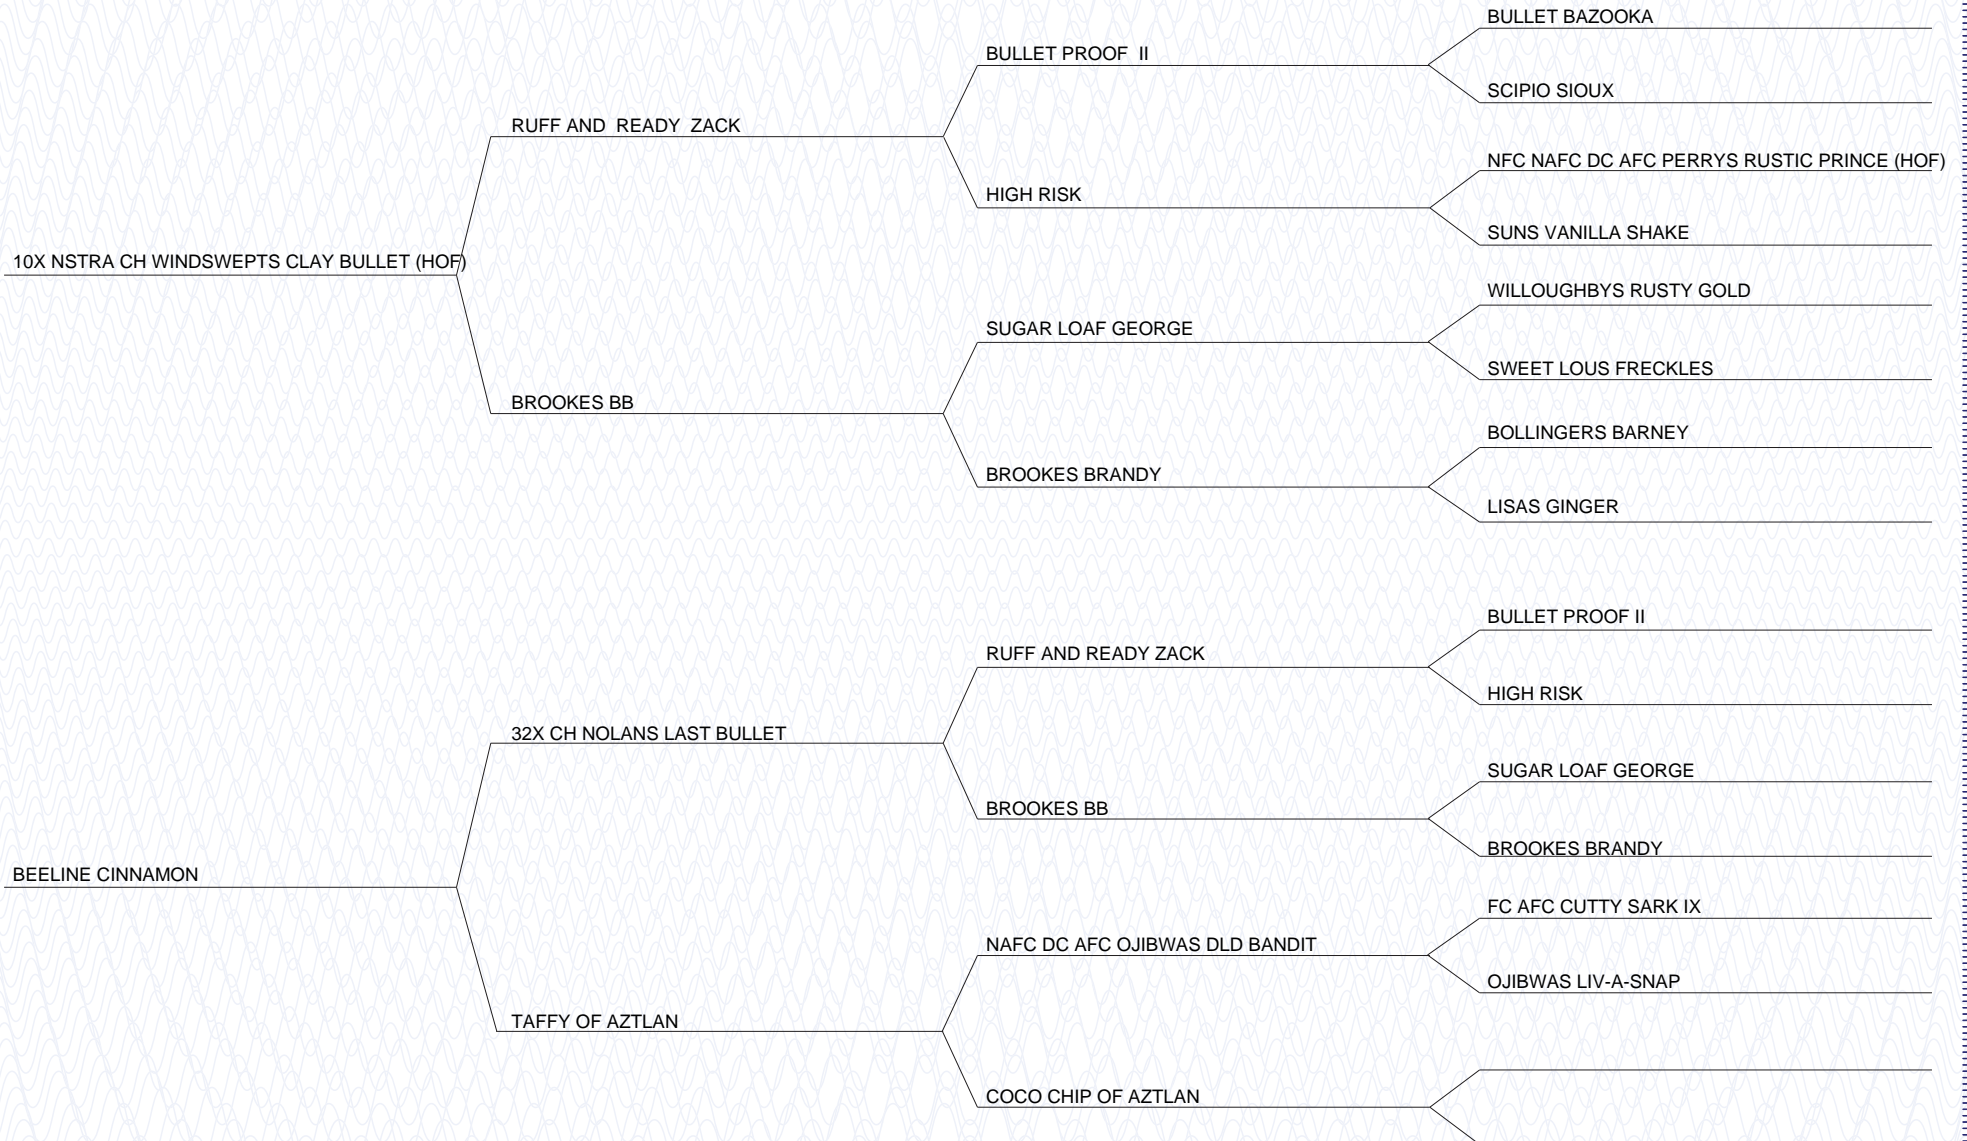 BULLET BAZOOKA
BULLET PROOF  II
SCIPIO SIOUX
RUFF AND  READY  ZACK
NFC NAFC DC AFC PERRYS RUSTIC PRINCE (HOF)
HIGH RISK
SUNS VANILLA SHAKE
10X NSTRA CH WINDSWEPTS CLAY BULLET (HOF)
WILLOUGHBYS RUSTY GOLD
SUGAR LOAF GEORGE
SWEET LOUS FRECKLES
BROOKES BB
BOLLINGERS BARNEY
BROOKES BRANDY
LISAS GINGER
BULLET PROOF II
RUFF AND READY ZACK
HIGH RISK
32X CH NOLANS LAST BULLET
SUGAR LOAF GEORGE
BROOKES BB
BROOKES BRANDY
BEELINE CINNAMON
FC AFC CUTTY SARK IX
NAFC DC AFC OJIBWAS DLD BANDIT
OJIBWAS LIV-A-SNAP
TAFFY OF AZTLAN
COCO CHIP OF AZTLAN